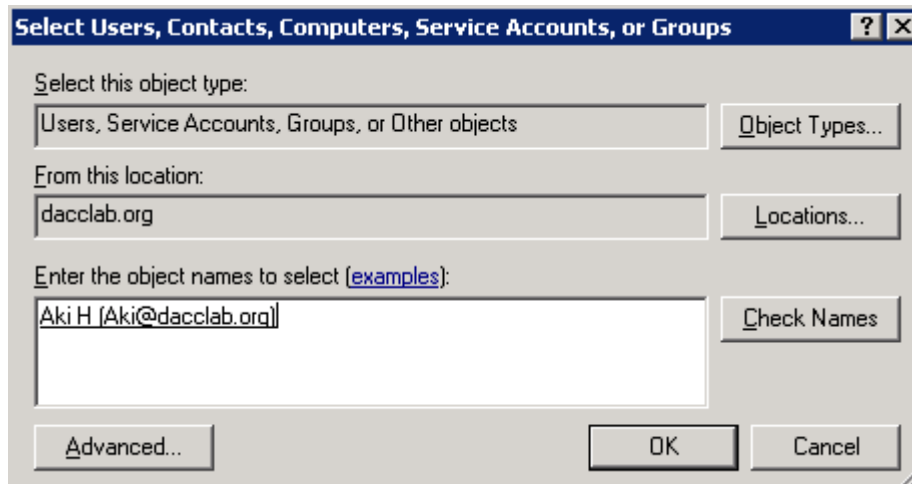 Select Users, Contacts, Computers, Service Accounts, or Groups
Select this object type:
Users, Service Accounts, Groups, or Other objects
Object Types...
From this location:
dacclab.org
Locations...
Enter the object names to select (examples):
Aki H (Aki@dacclab.org)
Check Names
Advanced...
OK
Cancel